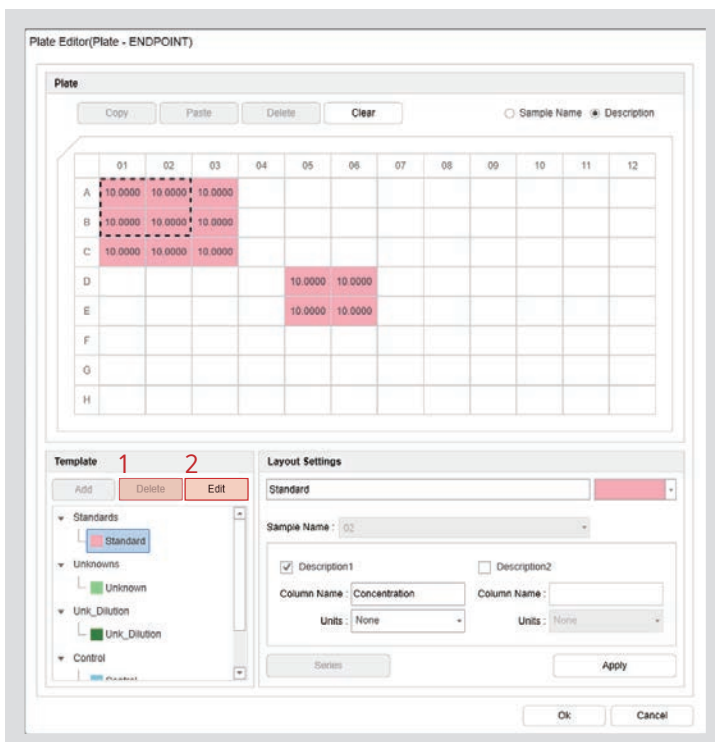 Plate Editor(Plate - ENDPOINT)
Plate
Copy Paste Delete Clear Sample Name Description
01 02 03 04 05 06 07 08 09 10 11 12
A 10.0000 10.0000 10.0000
B 10.0000 10.0000 10.0000
C 10.0000 10.0000 10.0000
D 10.0000 10.0000
E 10.0000 10.0000
F
G
H
Template 1 2
Add Delete Edit
Standards
Standard
Unknowns
Unknown
Unk_Dilution
Unk_Dilution
Control
Control
Layout Settings
Standard
Sample Name : 02
Description1 Description2
Column Name : Concentration Column Name :
Units : None Units : None
Series Apply
Ok Cancel